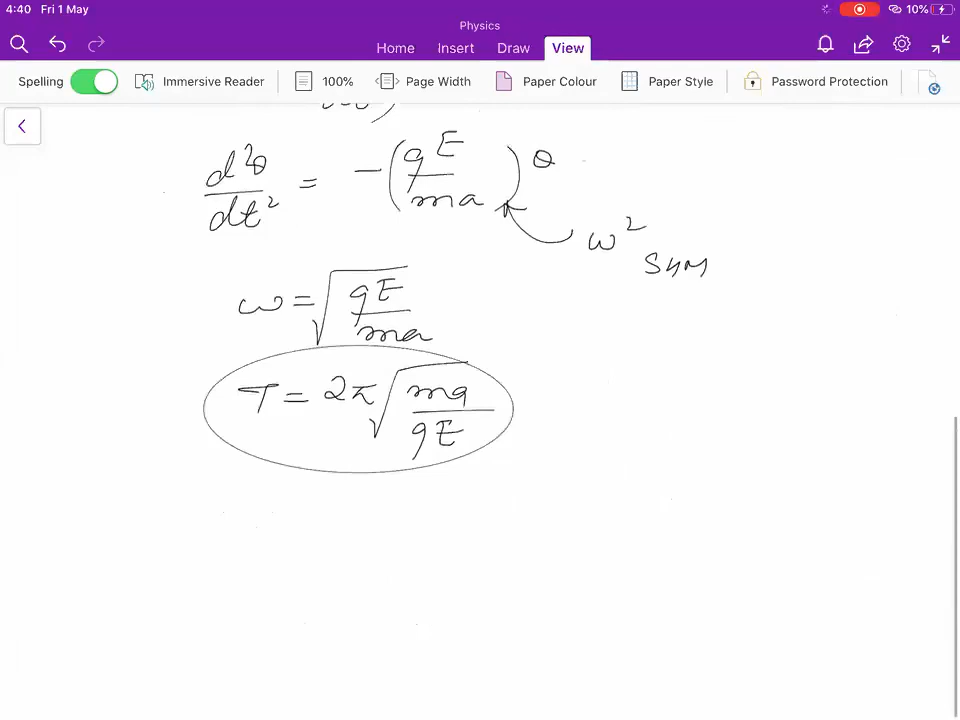 4:40 Fri 1 May 10%
Physics
Home Insert Draw View
Spelling Immersive Reader 100% Page Width Paper Colour Paper Style Password Protection
d²θ/dt² = -(qE/ma) θ
ω²
SHM
ω = √(qE/ma)
T = 2π √(ma/qE)